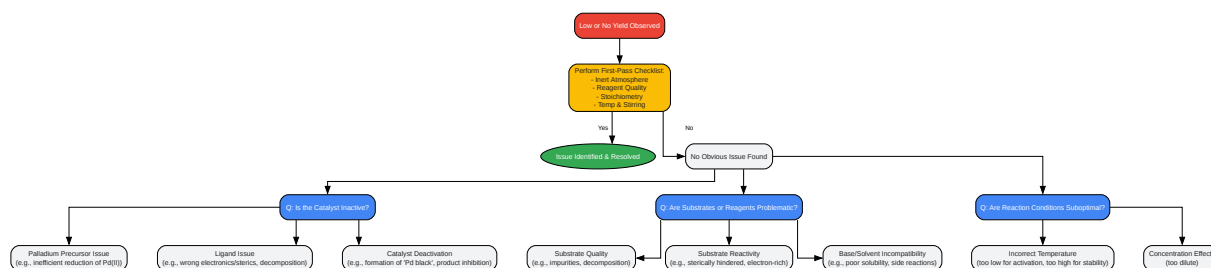 Low or No Yield Observed
Perform First-Pass Checklist:
- Inert Atmosphere
- Reagent Quality
- Stoichiometry
- Temp & Stirring
Yes
No
Issue Identified & Resolved
No Obvious Issue Found
Q: Is the Catalyst Inactive?
Q: Are Substrates or Reagents Problematic?
Q: Are Reaction Conditions Suboptimal?
Palladium Precursor Issue
(e.g., inefficient reduction of Pd(II))
Ligand Issue
(e.g., wrong electronics/sterics, decomposition)
Catalyst Deactivation
(e.g., formation of 'Pd black', product inhibition)
Substrate Quality
(e.g., impurities, decomposition)
Substrate Reactivity
(e.g., sterically hindered, electron-rich)
Base/Solvent Incompatibility
(e.g., poor solubility, side reactions)
Incorrect Temperature
(too low for activation, too high for stability)
Concentration Effect
(too dilute)